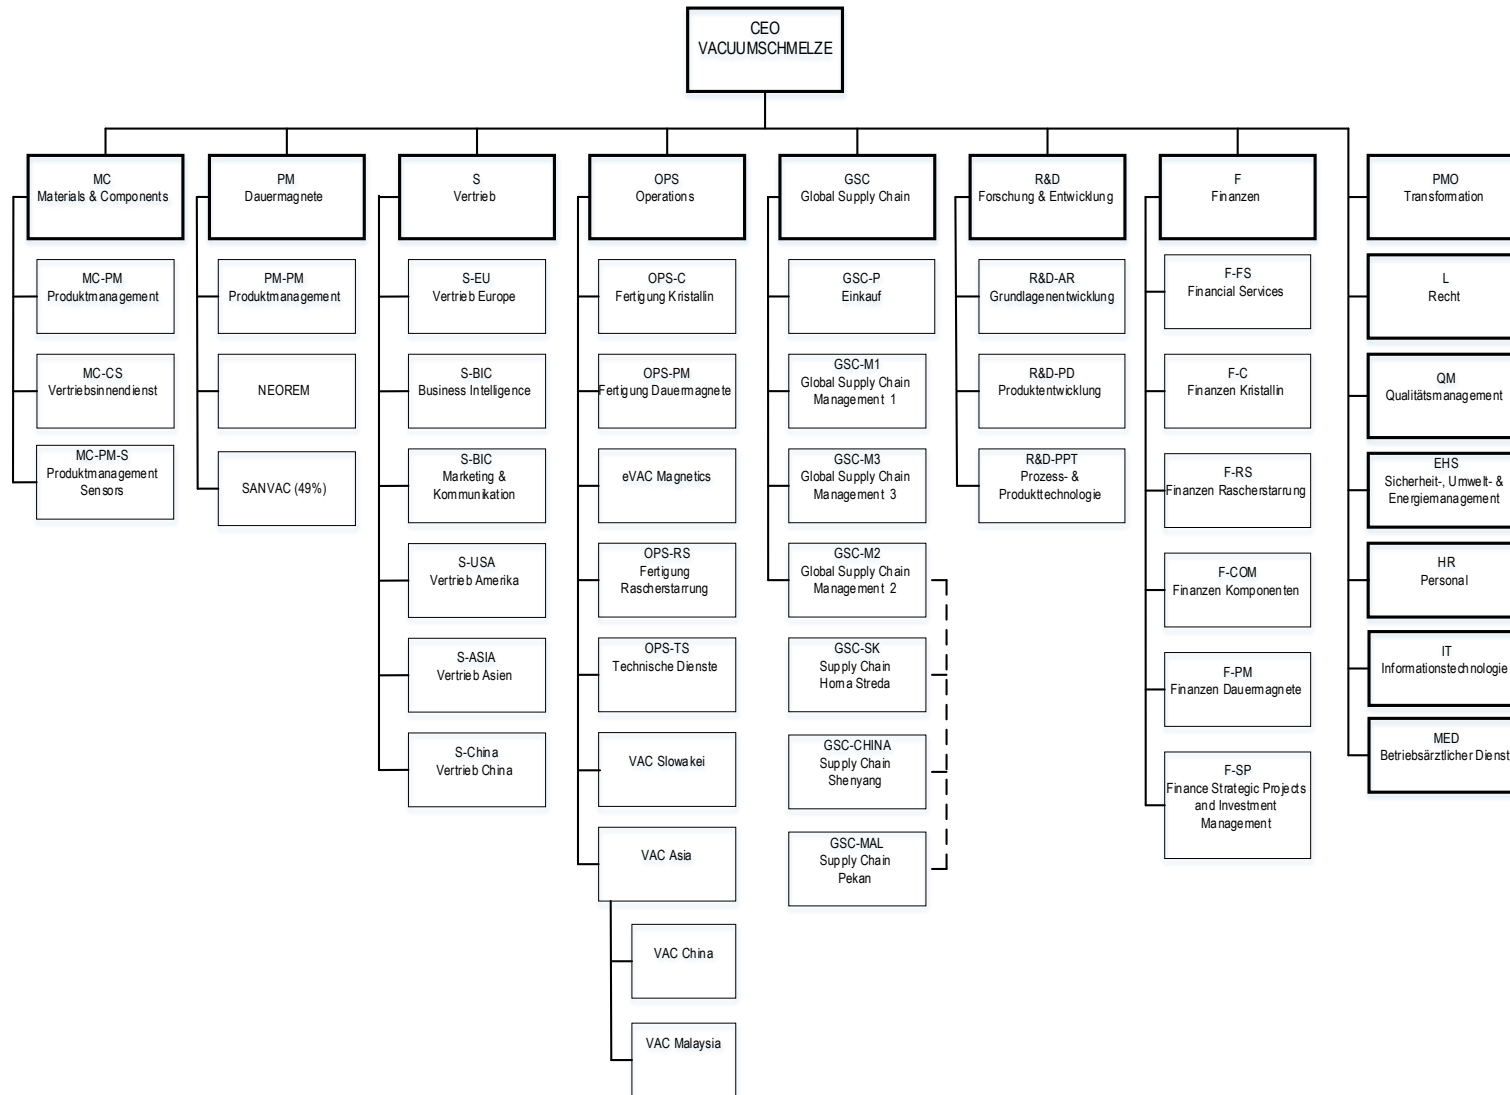 CEO
VACUUMSCHMELZE
MC
Materials & Components
MC-PM
Produktmanagement
MC-CS
Vertriebsinnendienst
MC-PM-S
Produktmanagement
Sensors
PM
Dauermagnete
PM-PM
Produktmanagement
NEOREM
SANVAC (49%)
S
Vertrieb
S-EU
Vertrieb Europe
S-BIC
Business Intelligence
S-BIC
Marketing &
Kommunikation
S-USA
Vertrieb Amerika
S-ASIA
Vertrieb Asien
S-China
Vertrieb China
OPS
Operations
OPS-C
Fertigung Kristallin
OPS-PM
Fertigung Dauermagnete
eVAC Magnetics
OPS-RS
Fertigung
Rascherstarrung
OPS-TS
Technische Dienste
VAC Slowakei
VAC Asia
VAC China
VAC Malaysia
GSC
Global Supply Chain
GSC-P
Einkauf
GSC-M1
Global Supply Chain
Management 1
GSC-M3
Global Supply Chain
Management 3
GSC-M2
Global Supply Chain
Management 2
GSC-SK
Supply Chain
Horna Streda
GSC-CHINA
Supply Chain
Shenyang
GSC-MAL
Supply Chain
Pekan
R&D
Forschung & Entwicklung
R&D-AR
Grundlagenentwicklung
R&D-PD
Produktentwicklung
R&D-PPT
Prozess- &
Produkttechnologie
F
Finanzen
F-FS
Financial Services
F-C
Finanzen Kristallin
F-RS
Finanzen Rascherstarrung
F-COM
Finanzen Komponenten
F-PM
Finanzen Dauermagnete
F-SP
Finance Strategic Projects
and Investment
Management
PMO
Transformation
L
Recht
QM
Qualitätsmanagement
EHS
Sicherheit-, Umwelt- &
Energiemanagement
HR
Personal
IT
Informationstechnologie
MED
Betriebsärztlicher Dienst